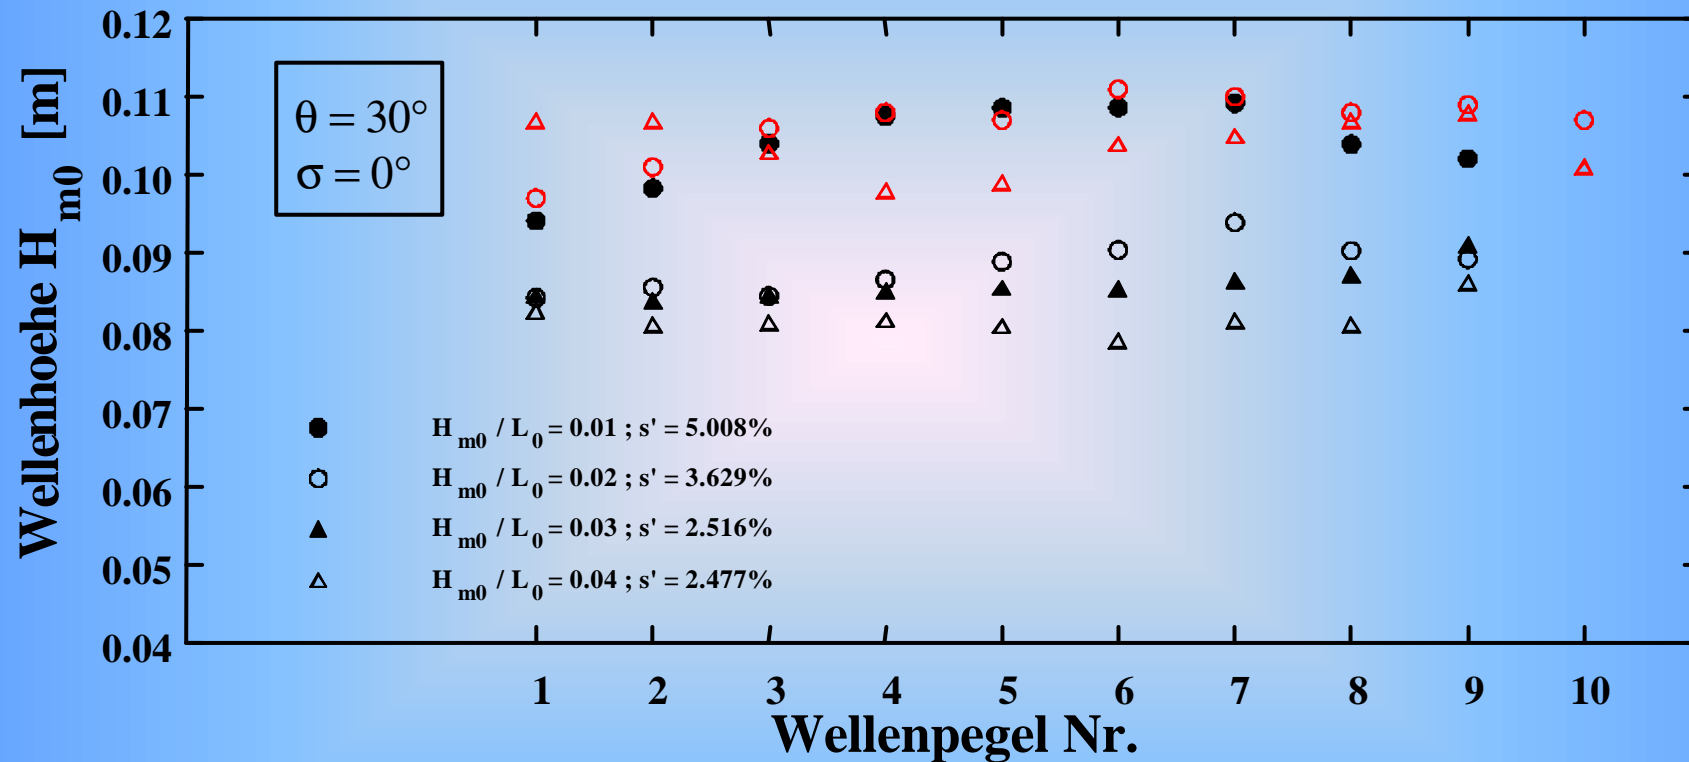 0.12
0.11
0.10
0.09
0.08
0.07
0.06
0.05
0.04
Wellenhoehe H m0 [m]
θ = 30°
σ = 0°
H m0 / L 0 = 0.01 ; s' = 5.008%
H m0 / L 0 = 0.02 ; s' = 3.629%
H m0 / L 0 = 0.03 ; s' = 2.516%
H m0 / L 0 = 0.04 ; s' = 2.477%
1 2 3 4 5 6 7 8 9 10
Wellenpegel Nr.